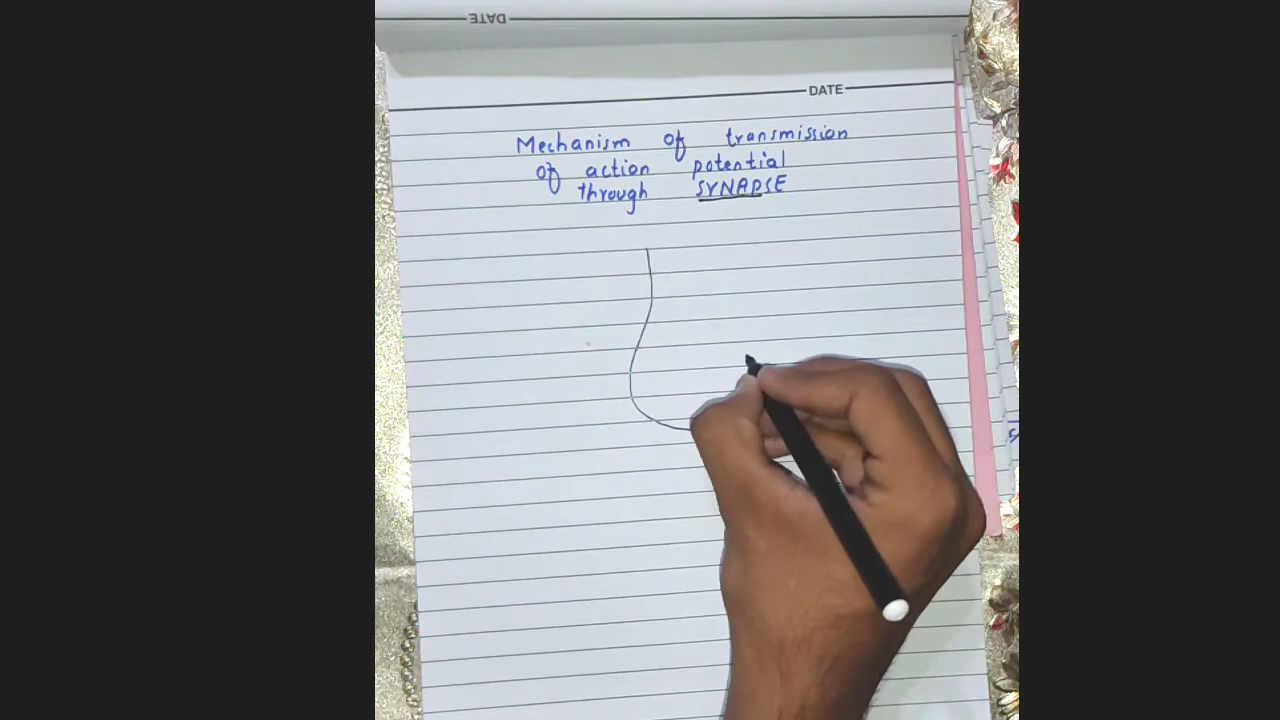 DATE
DATE
Mechanism of transmission
of action potential
through SYNAPSE